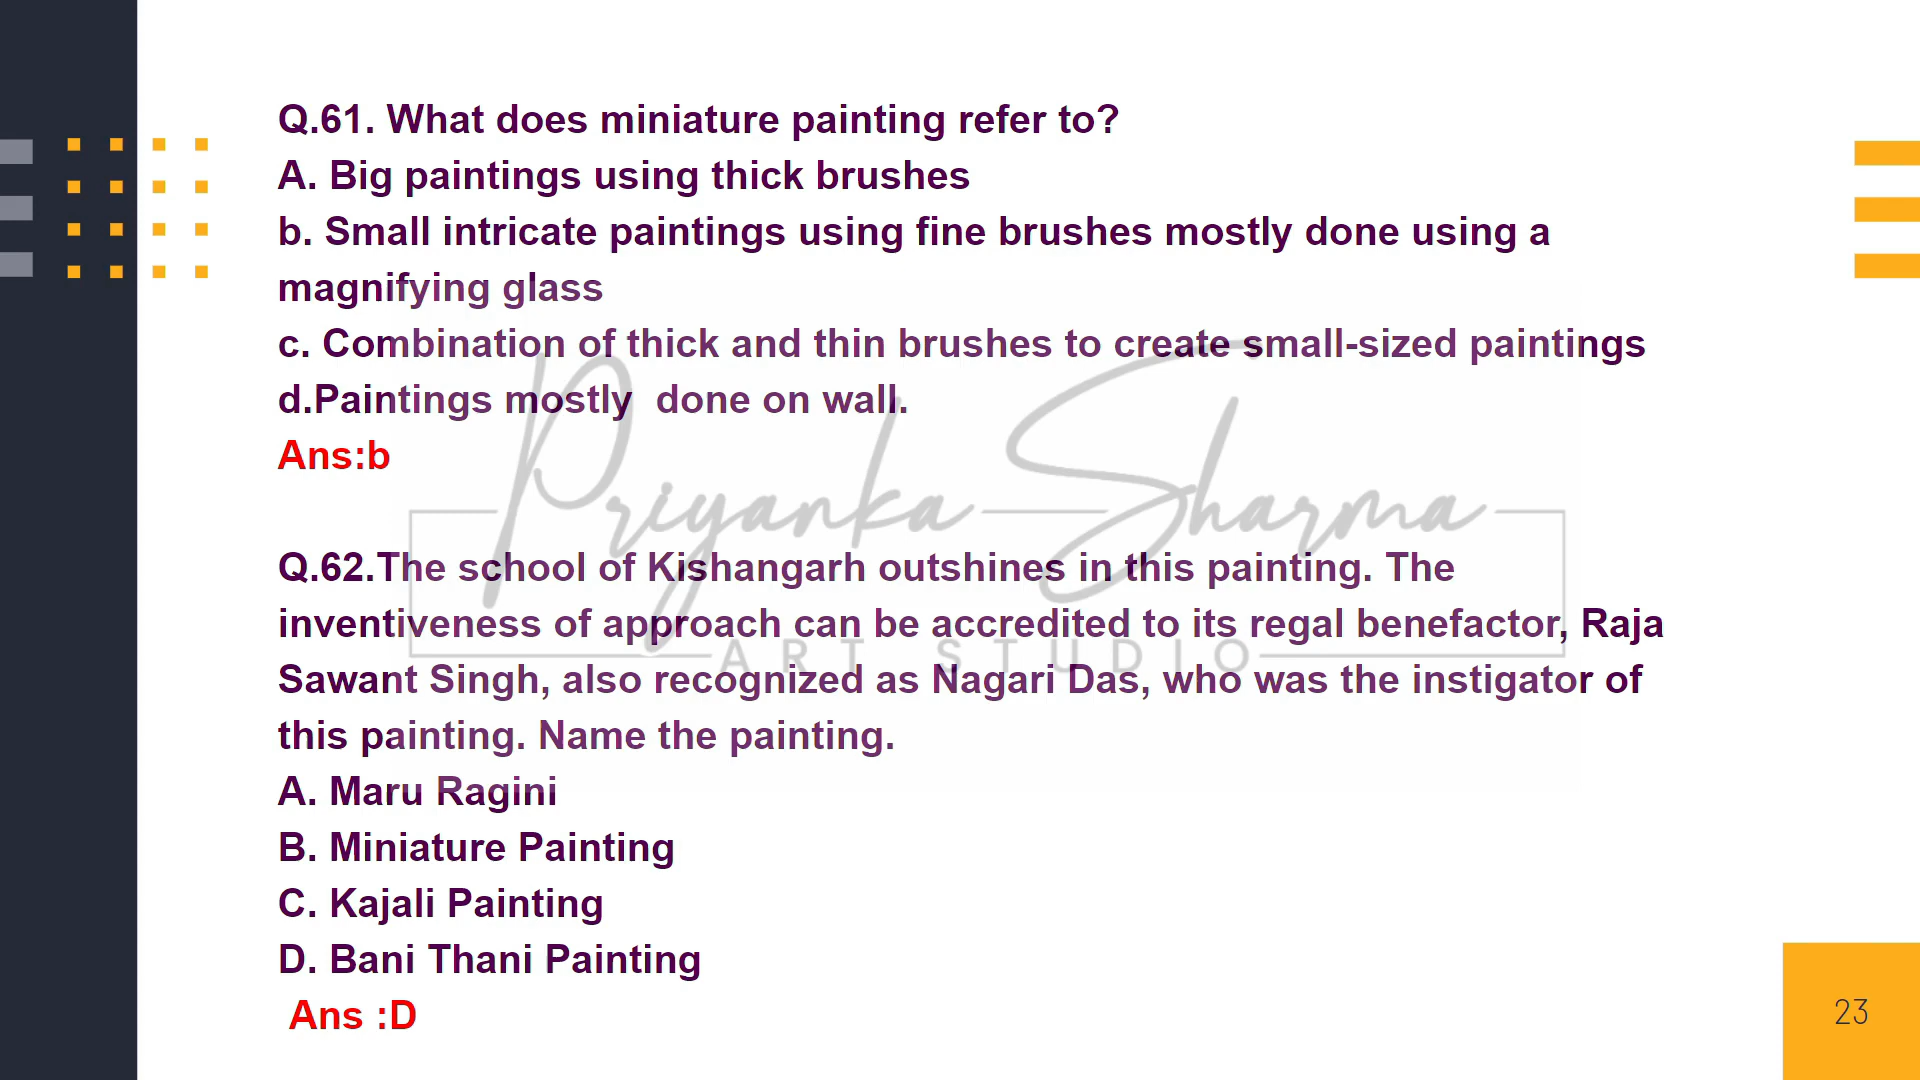 Q.61. What does miniature painting refer to?
A. Big paintings using thick brushes
b. Small intricate paintings using fine brushes mostly done using a
magnifying glass
c. Combination of thick and thin brushes to create small-sized paintings
d.Paintings mostly  done on wall.
Ans:b
Priyanka Sharma
ART STUDIO
Q.62.The school of Kishangarh outshines in this painting. The
inventiveness of approach can be accredited to its regal benefactor, Raja
Sawant Singh, also recognized as Nagari Das, who was the instigator of
this painting. Name the painting.
A. Maru Ragini
B. Miniature Painting
C. Kajali Painting
D. Bani Thani Painting
Ans :D
23